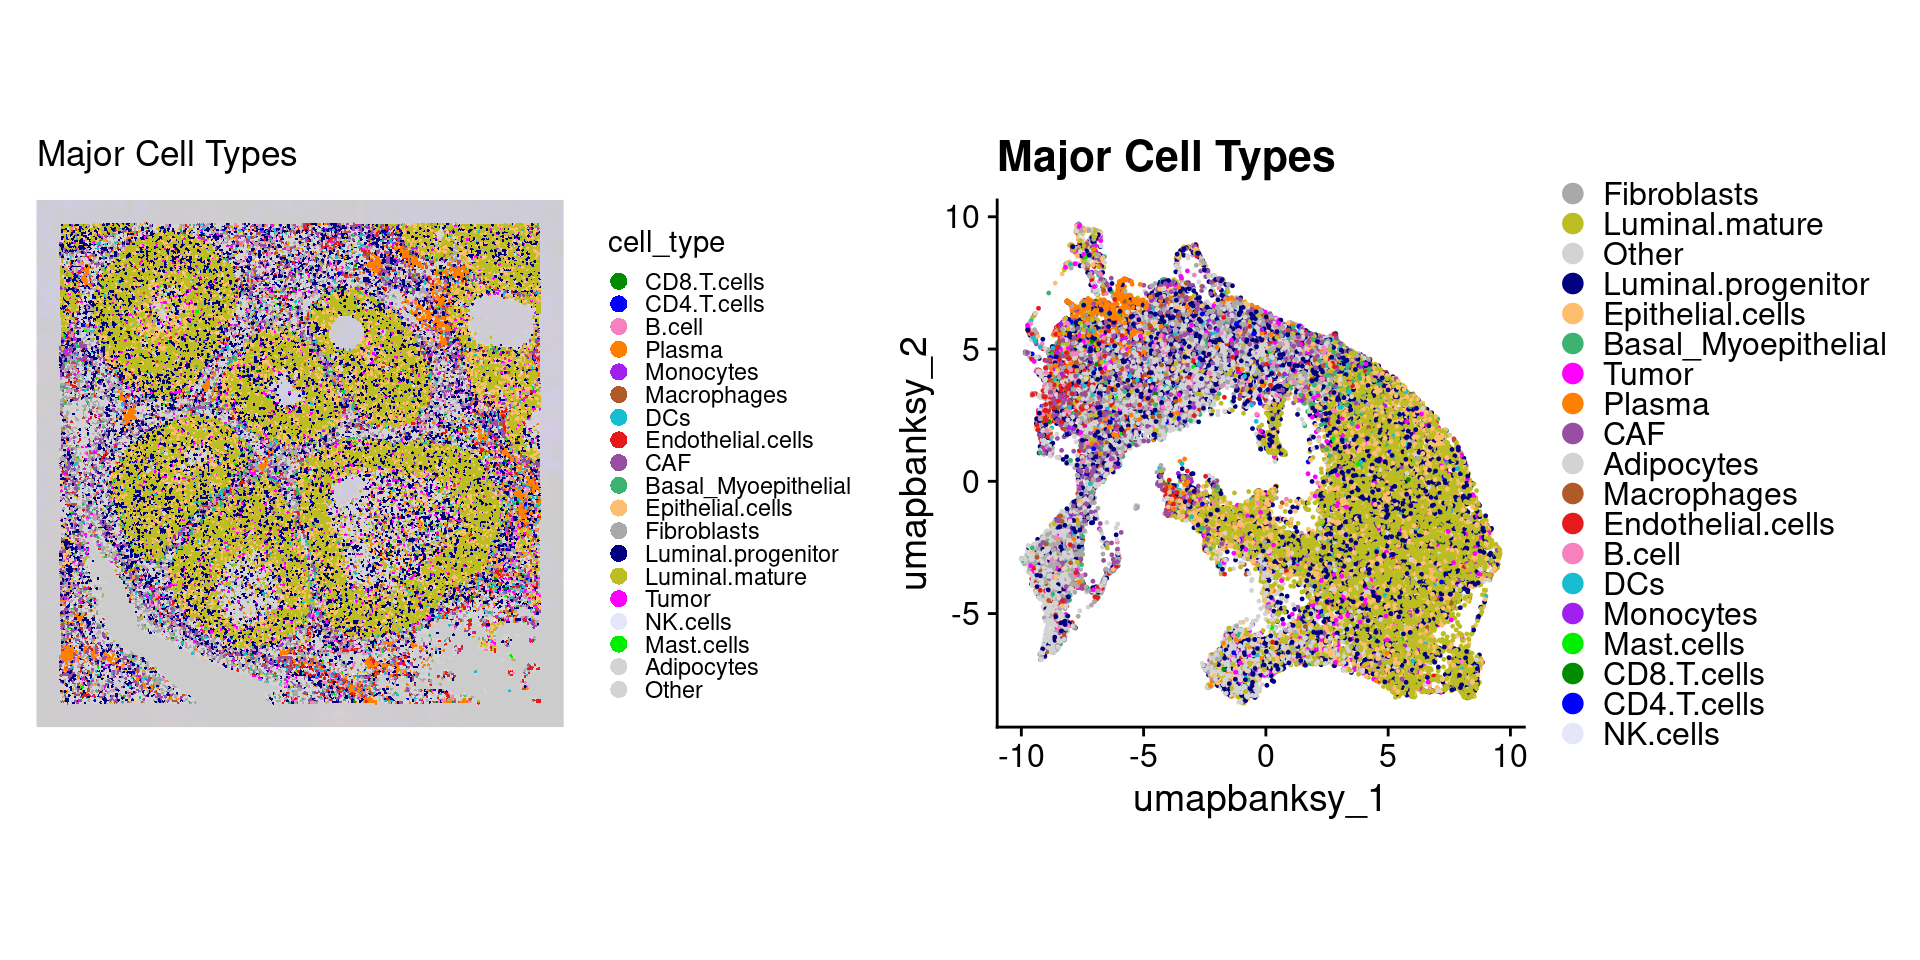 Major Cell Types
cell_type
CD8.T.cells
CD4.T.cells
B.cell
Plasma
Monocytes
Macrophages
DCs
Endothelial.cells
CAF
Basal_Myoepithelial
Epithelial.cells
Fibroblasts
Luminal.progenitor
Luminal.mature
Tumor
NK.cells
Mast.cells
Adipocytes
Other
Major Cell Types
10
5
0
-5
umapbanksy_2
-10 -5 0 5 10
umapbanksy_1
Fibroblasts
Luminal.mature
Other
Luminal.progenitor
Epithelial.cells
Basal_Myoepithelial
Tumor
Plasma
CAF
Adipocytes
Macrophages
Endothelial.cells
B.cell
DCs
Monocytes
Mast.cells
CD8.T.cells
CD4.T.cells
NK.cells